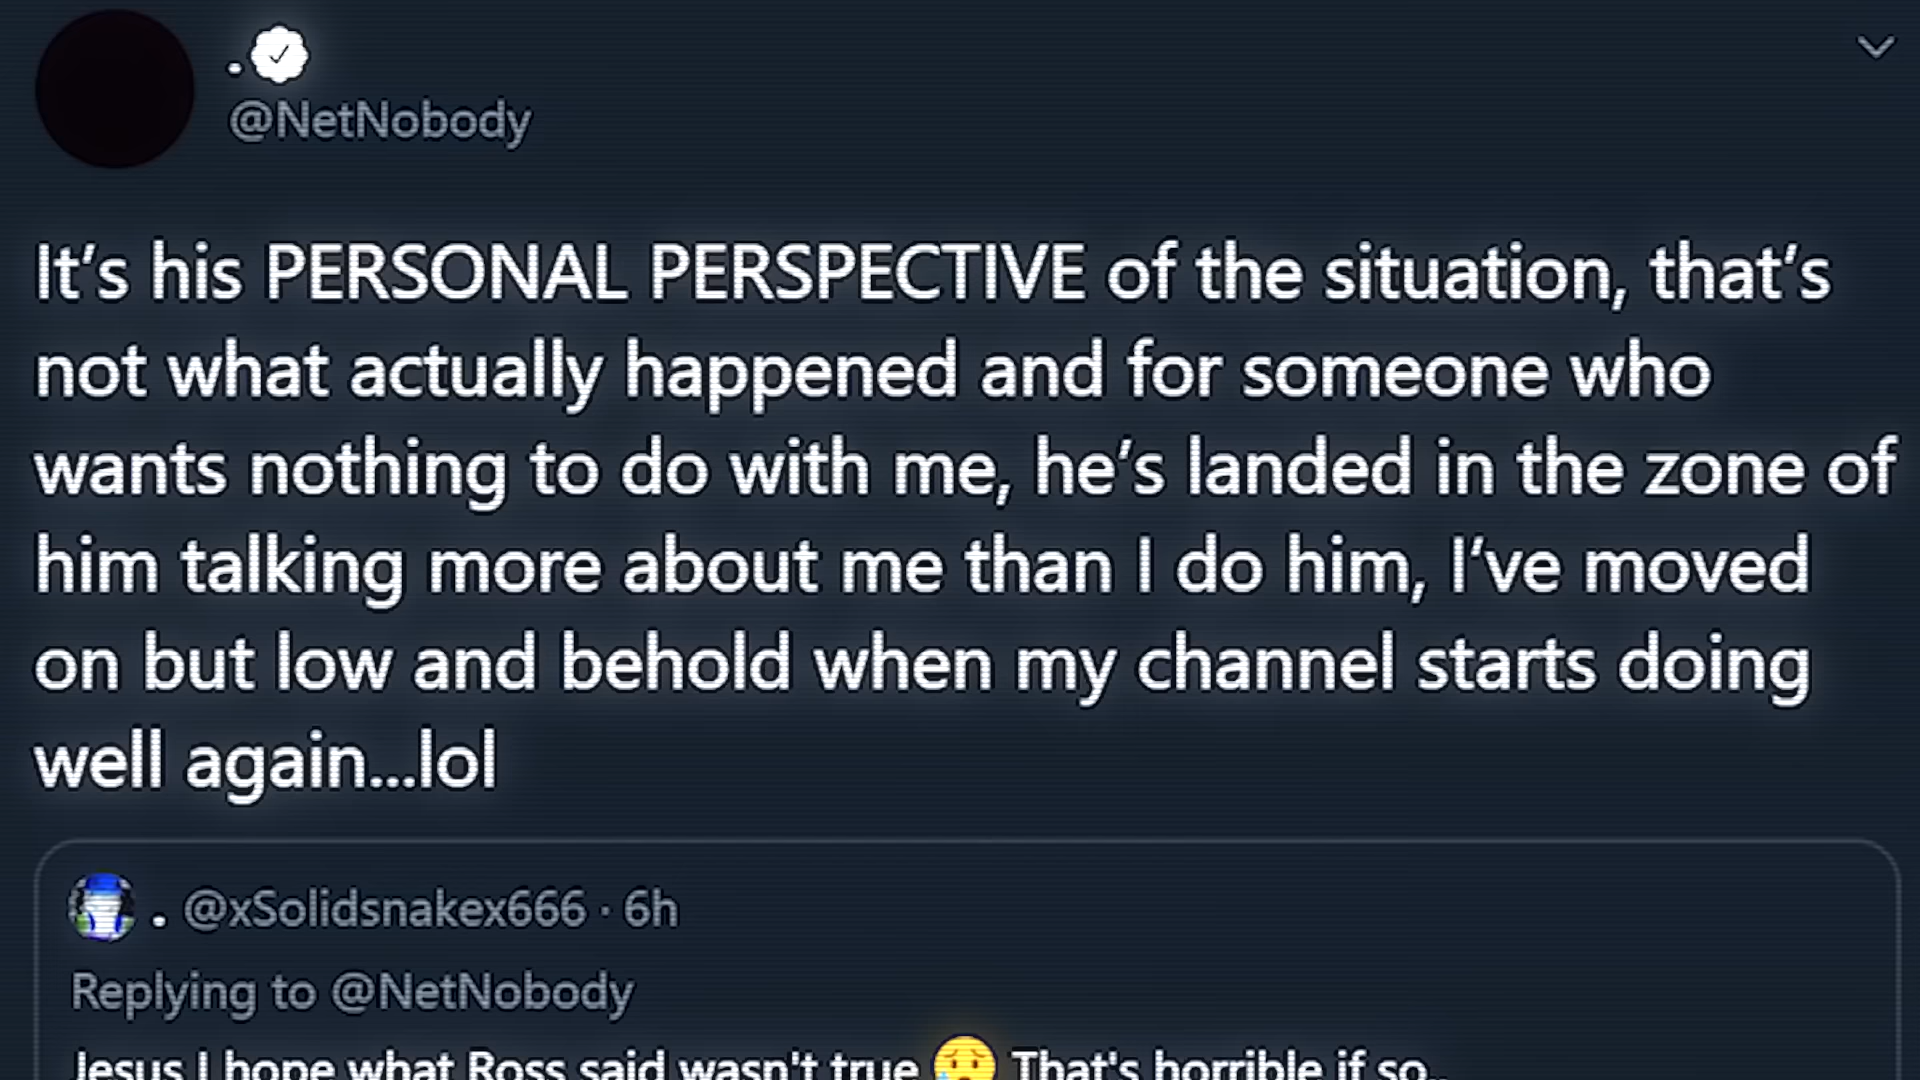 .
@NetNobody
It's his PERSONAL PERSPECTIVE of the situation, that's
not what actually happened and for someone who
wants nothing to do with me, he's landed in the zone of
him talking more about me than I do him, I've moved
on but low and behold when my channel starts doing
well again...lol
. @xSolidsnakex666 · 6h
Replying to @NetNobody
Jesus I hope what Ross said wasn't true 😥 That's horrible if so..